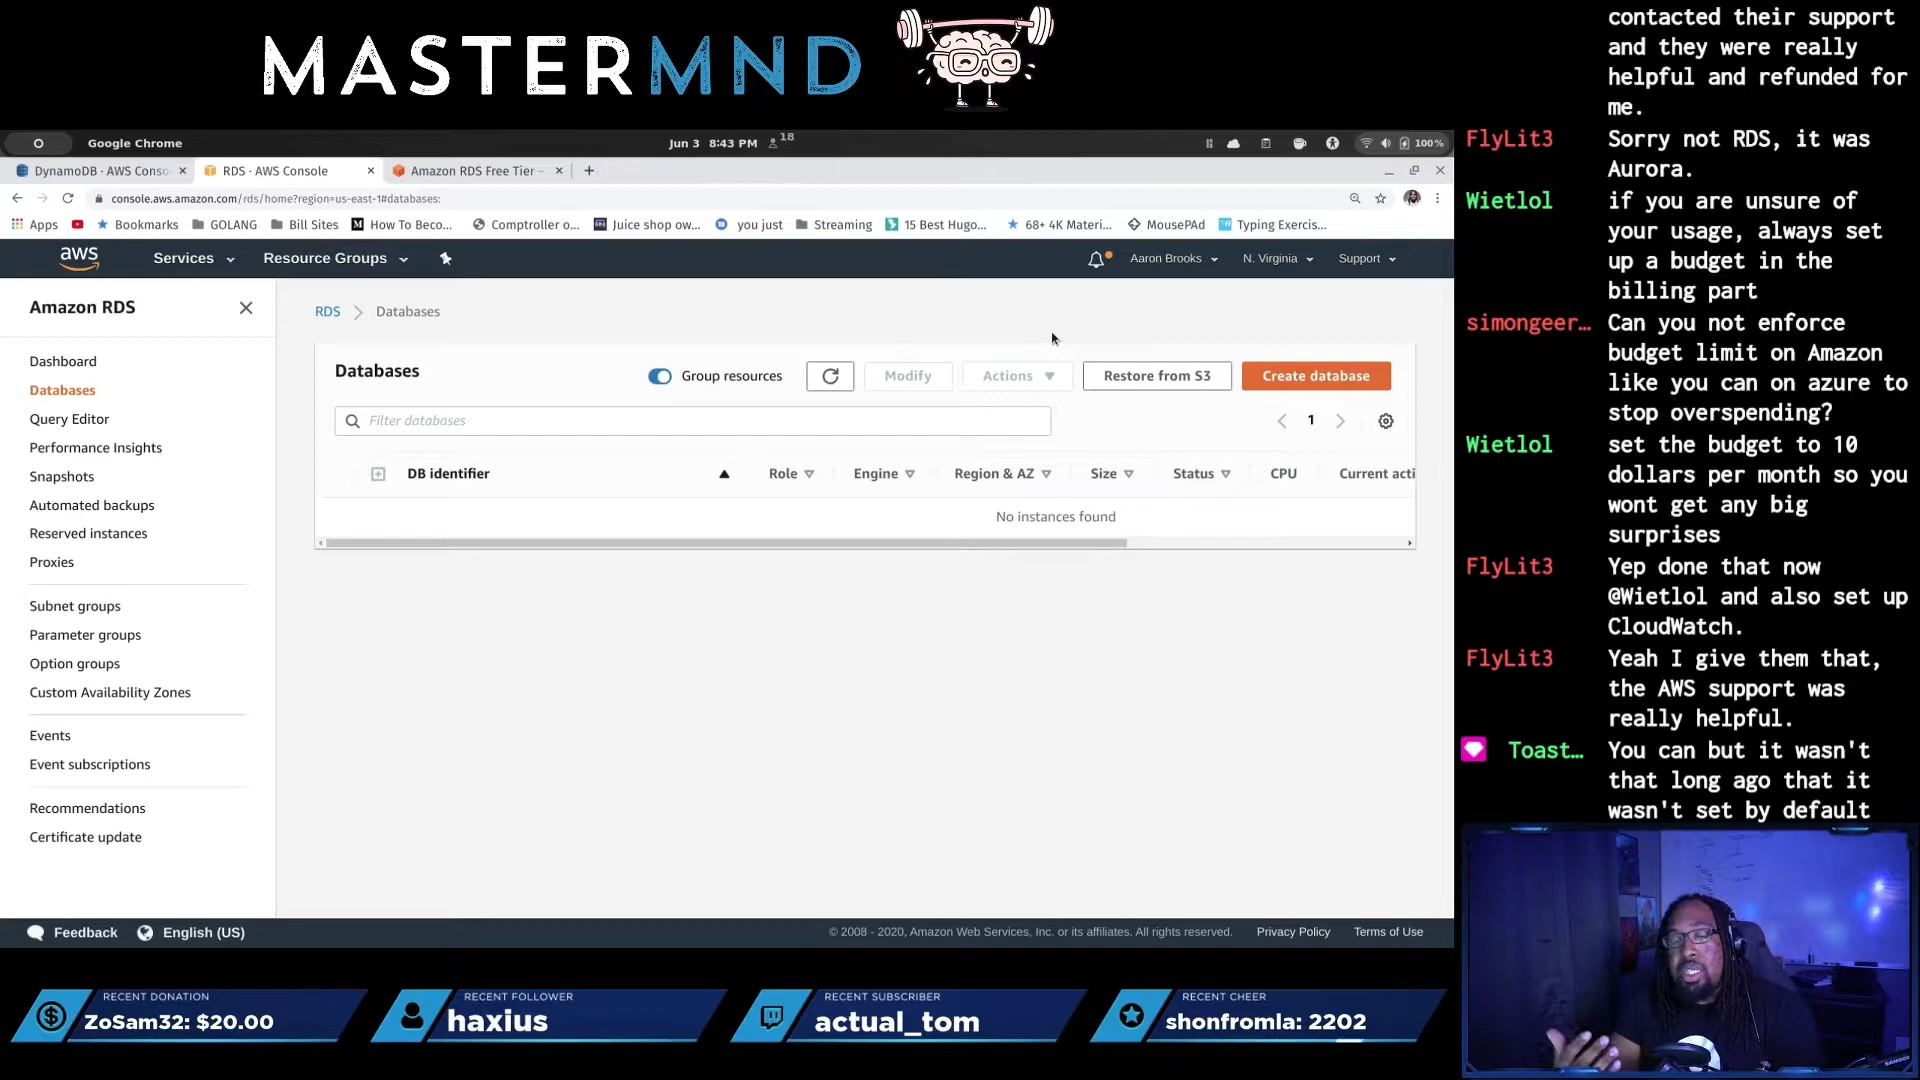 MASTERMND
Google Chrome
Jun 3 8:43 PM
18
100%
DynamoDB · AWS Conso
RDS · AWS Console
Amazon RDS Free Tier –
console.aws.amazon.com/rds/home?region=us-east-1#databases:
Apps
Bookmarks
GOLANG
Bill Sites
How To Beco...
Comptroller o...
Juice shop ow...
you just
Streaming
15 Best Hugo...
68+ 4K Materi...
MousePAd
Typing Exercis...
aws
Services
Resource Groups
Aaron Brooks
N. Virginia
Support
Amazon RDS
Dashboard
Databases
Query Editor
Performance Insights
Snapshots
Automated backups
Reserved instances
Proxies
Subnet groups
Parameter groups
Option groups
Custom Availability Zones
Events
Event subscriptions
Recommendations
Certificate update
RDS > Databases
Databases
Group resources
Modify
Actions
Restore from S3
Create database
Filter databases
1
DB identifier
Role
Engine
Region & AZ
Size
Status
CPU
Current acti
No instances found
Feedback
English (US)
© 2008 - 2020, Amazon Web Services, Inc. or its affiliates. All rights reserved.
Privacy Policy
Terms of Use
contacted their support
and they were really
helpful and refunded for
me.
FlyLit3 Sorry not RDS, it was
Aurora.
Wietlol if you are unsure of
your usage, always set
up a budget in the
billing part
simongeer… Can you not enforce
budget limit on Amazon
like you can on azure to
stop overspending?
Wietlol set the budget to 10
dollars per month so you
wont get any big
surprises
FlyLit3 Yep done that now
@Wietlol and also set up
CloudWatch.
FlyLit3 Yeah I give them that,
the AWS support was
really helpful.
Toast… You can but it wasn't
that long ago that it
wasn't set by default
RECENT DONATION
ZoSam32: $20.00
RECENT FOLLOWER
haxius
RECENT SUBSCRIBER
actual_tom
RECENT CHEER
shonfromla: 2202
SAMSON